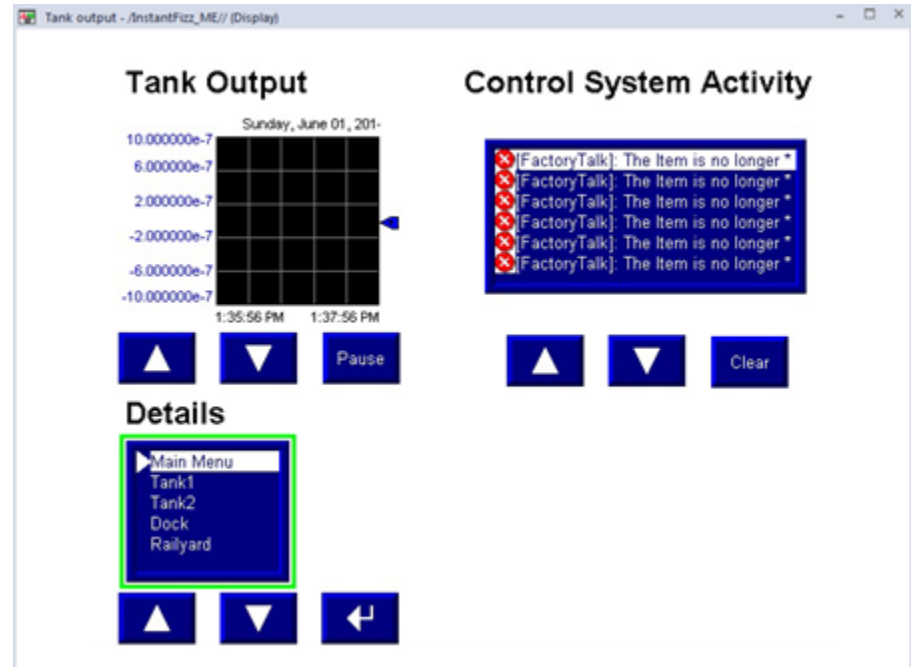 Tank output - /InstantFizz_ME// (Display)
Tank Output
Sunday, June 01, 201-
10.000000e-7
6.000000e-7
2.000000e-7
-2.000000e-7
-6.000000e-7
-10.000000e-7
1:35:56 PM 1:37:56 PM
Pause
Details
Main Menu
Tank1
Tank2
Dock
Railyard
Control System Activity
[FactoryTalk]: The Item is no longer *
[FactoryTalk]: The Item is no longer *
[FactoryTalk]: The Item is no longer *
[FactoryTalk]: The Item is no longer *
[FactoryTalk]: The Item is no longer *
[FactoryTalk]: The Item is no longer *
Clear